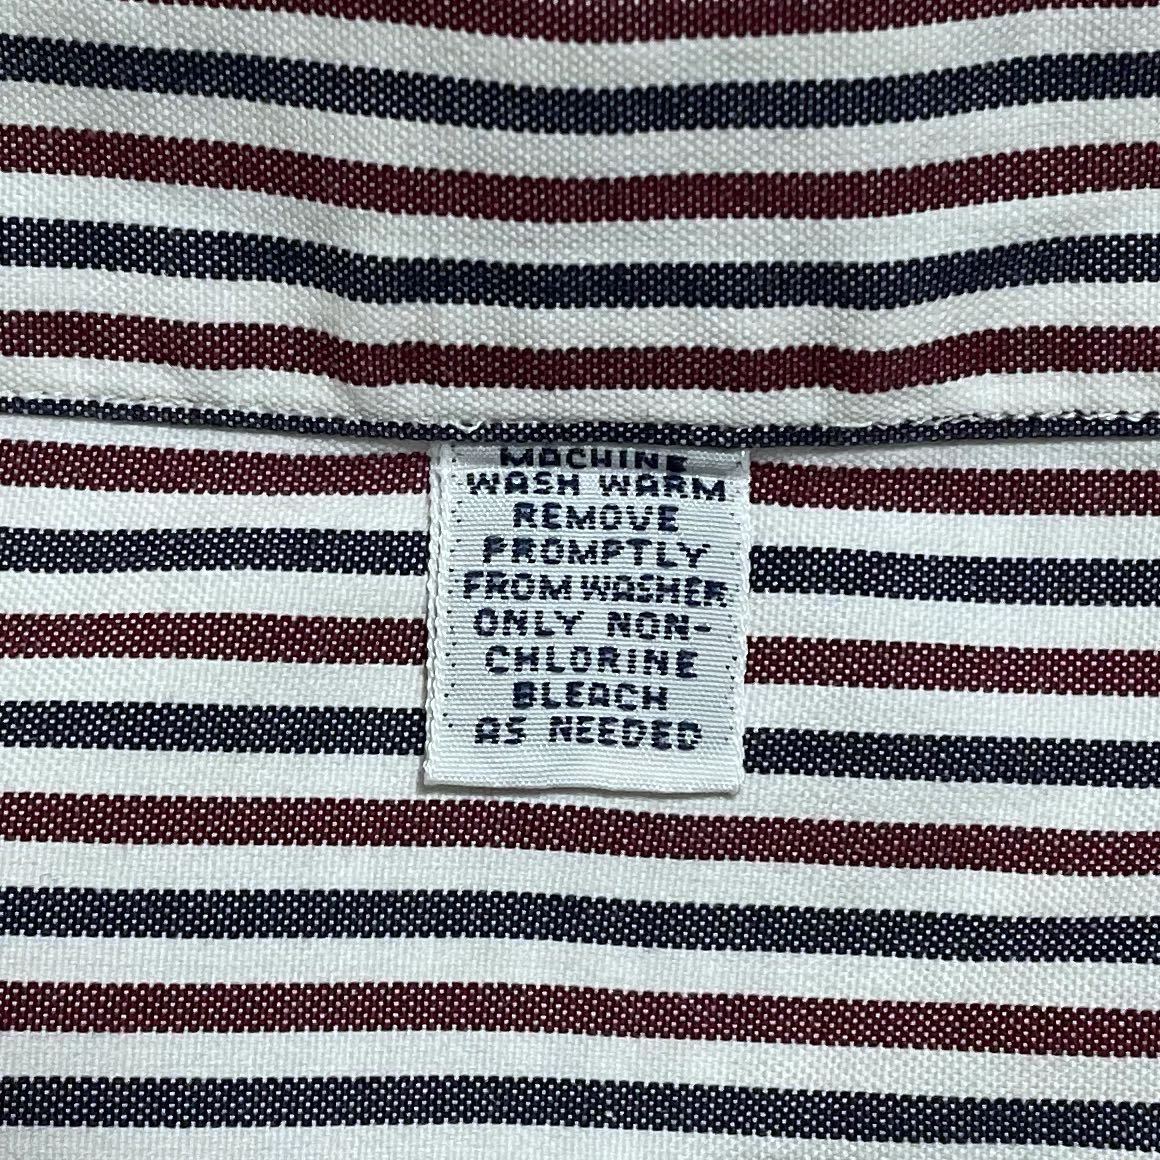 MACHINE
WASH WARM
REMOVE
PROMPTLY
FROM WASHER
ONLY NON-
CHLORINE
BLEACH
AS NEEDED